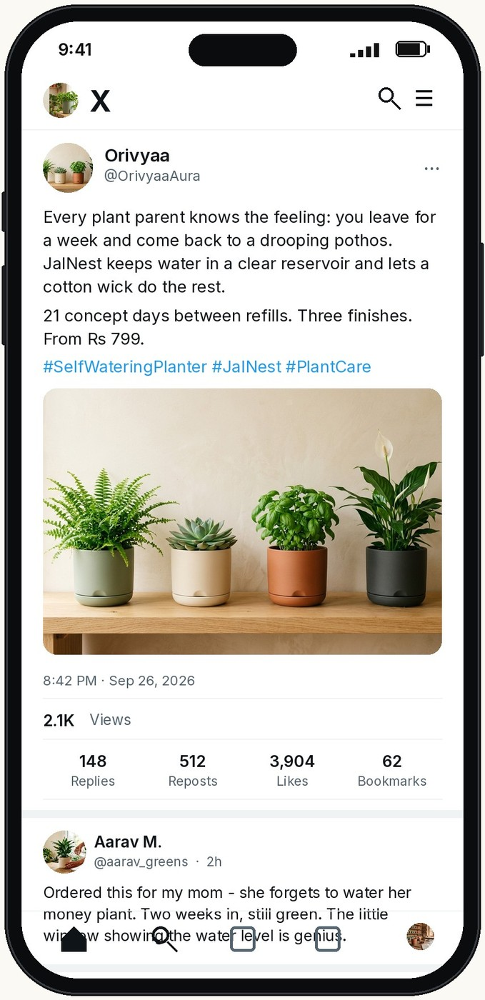 9:41
X
Orivyaa
@OrivyaaAura
...
Every plant parent knows the feeling: you leave for
a week and come back to a drooping pothos.
JalNest keeps water in a clear reservoir and lets a
cotton wick do the rest.
21 concept days between refills. Three finishes.
From Rs 799.
#SelfWateringPlanter #JalNest #PlantCare
8:42 PM · Sep 26, 2026
2.1K Views
148 512 3,904 62
Replies Reposts Likes Bookmarks
Aarav M.
@aarav_greens · 2h
Ordered this for my mom - she forgets to water her
money plant. Two weeks in, still green. The little
window showing the water level is genius.